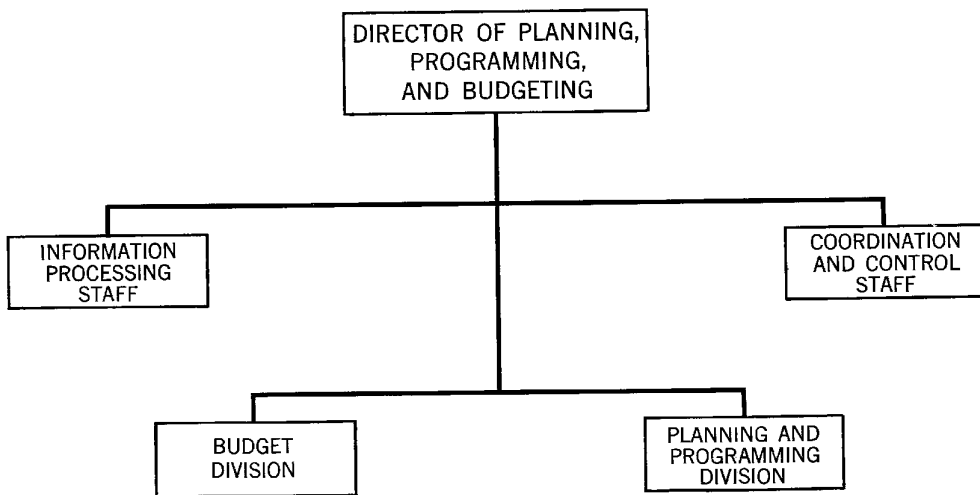 DIRECTOR OF PLANNING,
PROGRAMMING,
AND BUDGETING
INFORMATION
PROCESSING
STAFF
COORDINATION
AND CONTROL
STAFF
BUDGET
DIVISION
PLANNING AND
PROGRAMMING
DIVISION